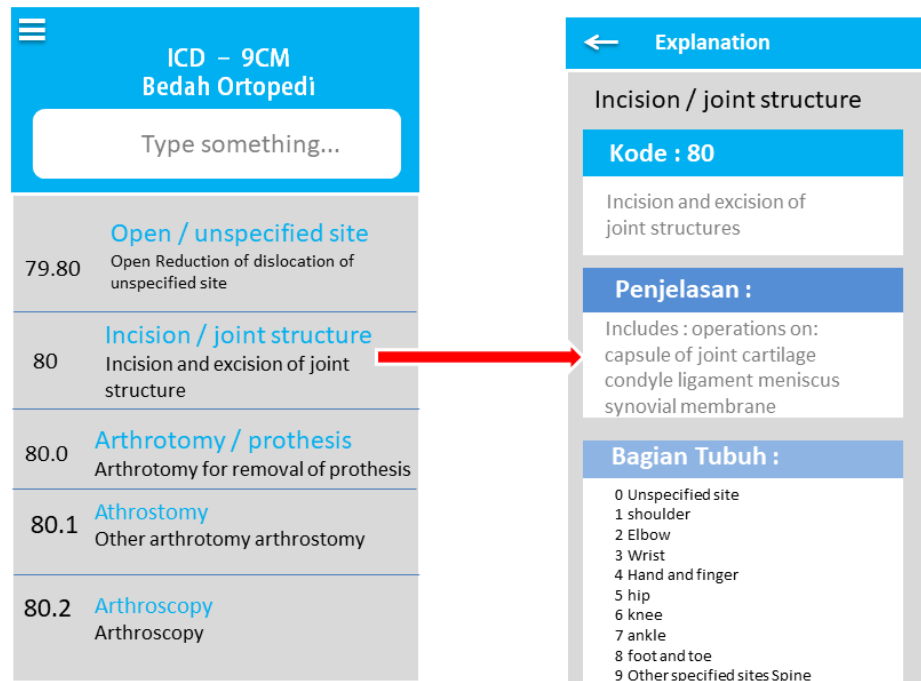 ICD – 9CM
Bedah Ortopedi
Type something...
79.80
Open / unspecified site
Open Reduction of dislocation of
unspecified site
80
Incision / joint structure
Incision and excision of joint
structure
80.0
Arthrotomy / prothesis
Arthrotomy for removal of prothesis
80.1
Athrostomy
Other arthrotomy arthrostomy
80.2
Arthroscopy
Arthroscopy
Explanation
Incision / joint structure
Kode : 80
Incision and excision of
joint structures
Penjelasan :
Includes : operations on:
capsule of joint cartilage
condyle ligament meniscus
synovial membrane
Bagian Tubuh :
0 Unspecified site
1 shoulder
2 Elbow
3 Wrist
4 Hand and finger
5 hip
6 knee
7 ankle
8 foot and toe
9 Other specified sites Spine